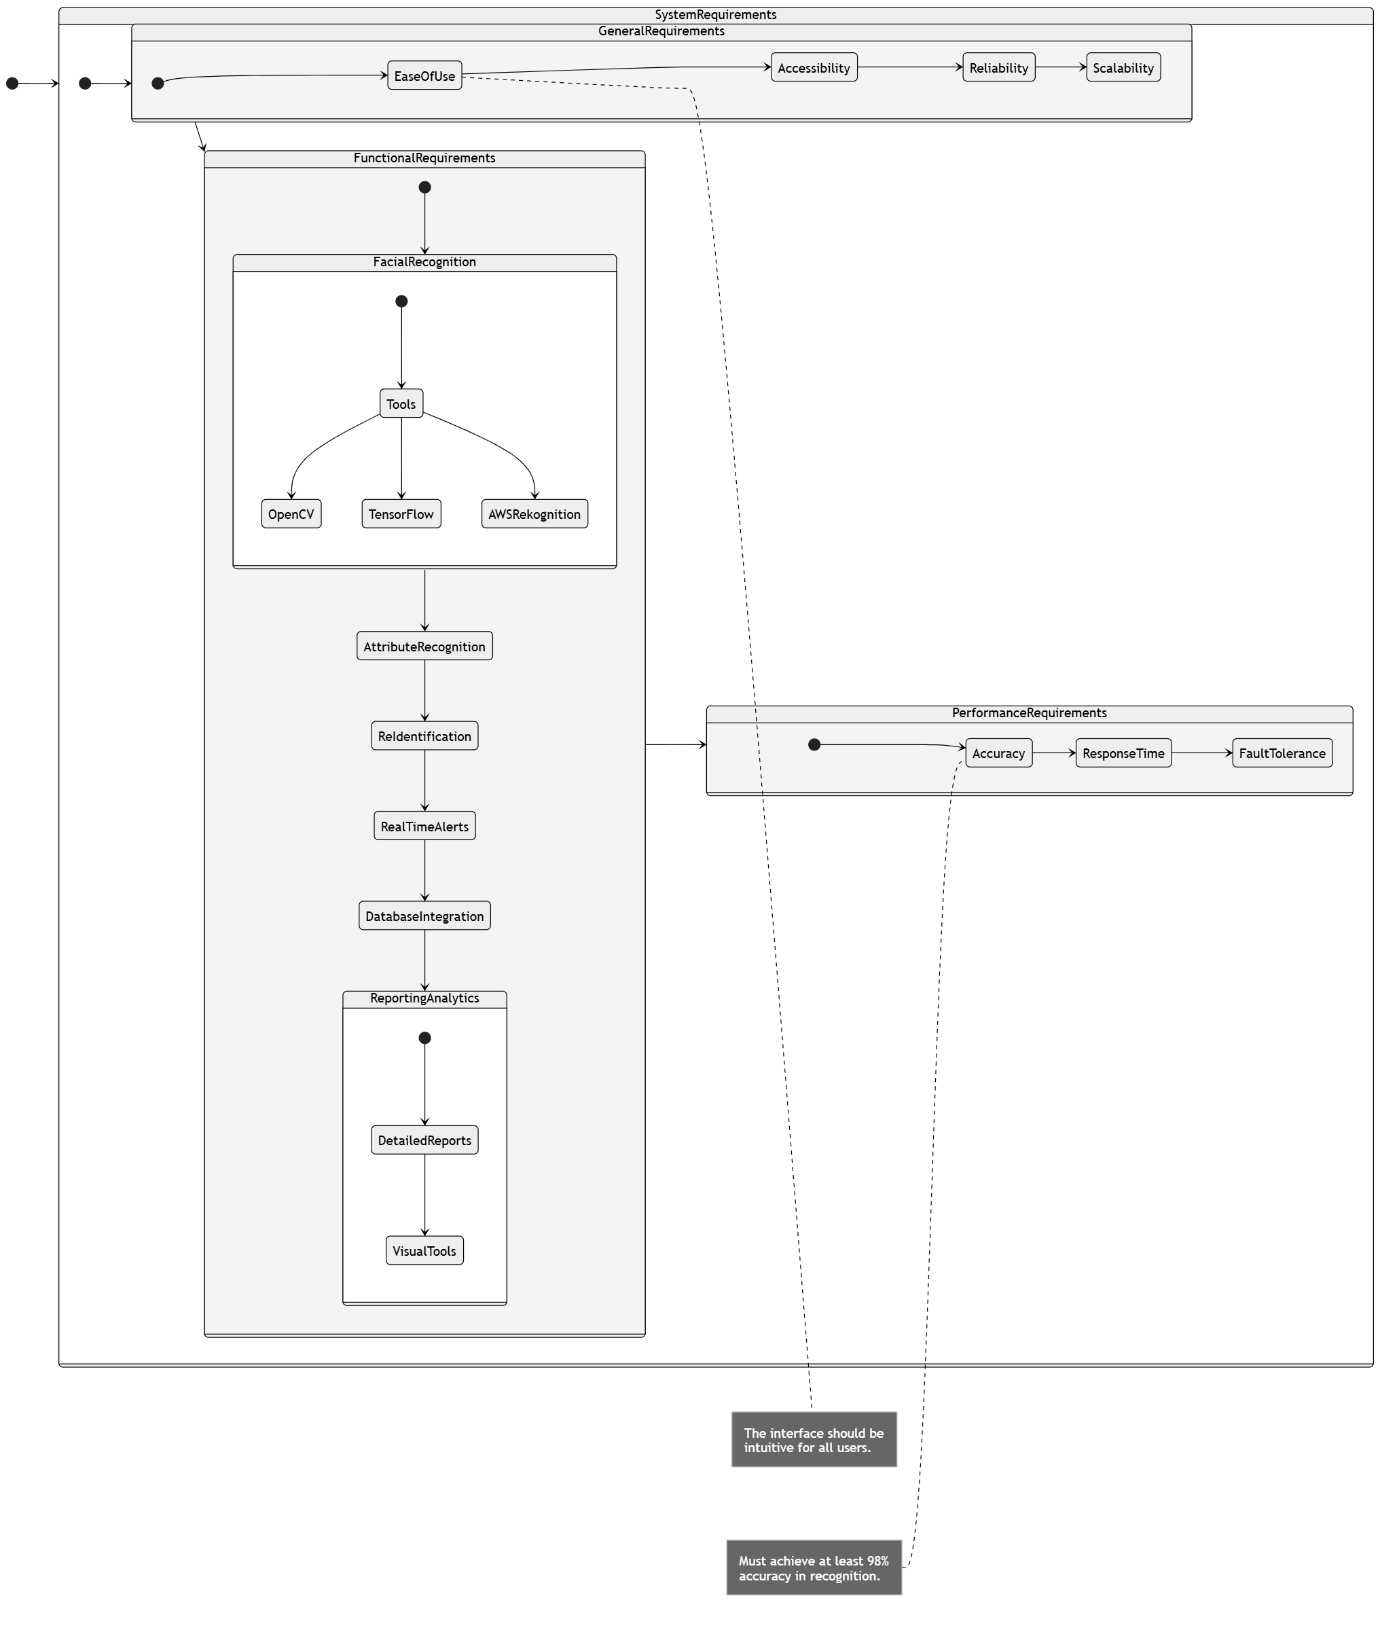 SystemRequirements
GeneralRequirements
EaseOfUse
Accessibility
Reliability
Scalability
FunctionalRequirements
FacialRecognition
Tools
OpenCV
TensorFlow
AWSRekognition
AttributeRecognition
ReIdentification
RealTimeAlerts
DatabaseIntegration
ReportingAnalytics
DetailedReports
VisualTools
PerformanceRequirements
Accuracy
ResponseTime
FaultTolerance
The interface should be
intuitive for all users.
Must achieve at least 98%
accuracy in recognition.